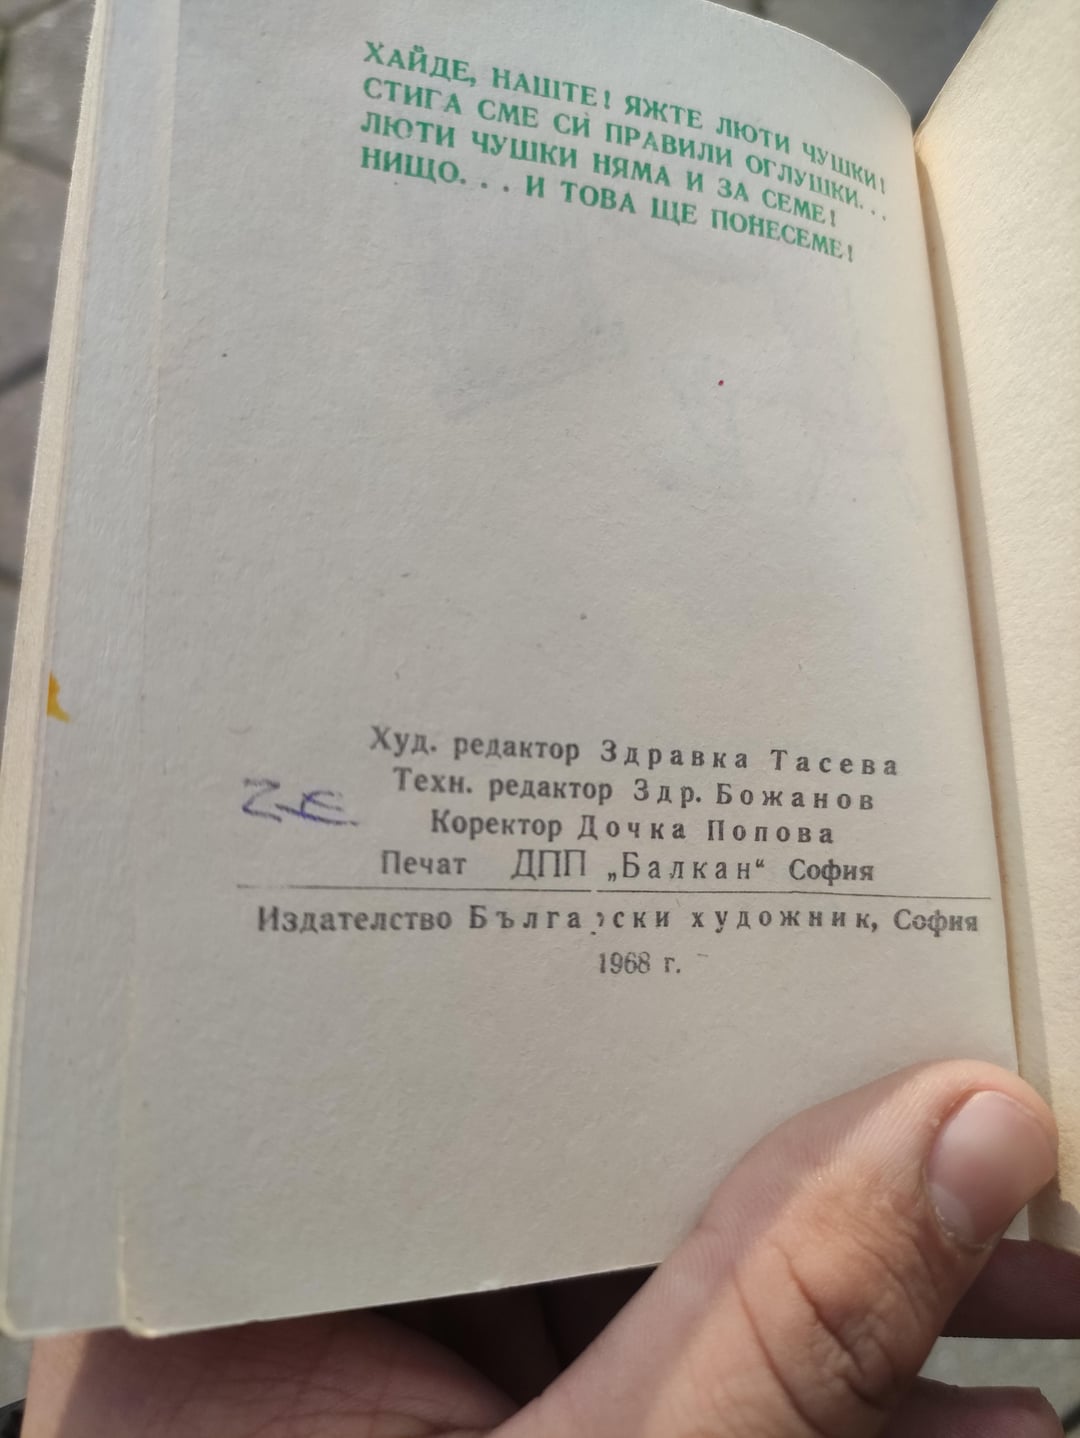 ХАЙДЕ, НАШТЕ! ЯЖТЕ ЛЮТИ ЧУШКИ!
СТИГА СМЕ СИ ПРАВИЛИ ОГЛУШКИ...
ЛЮТИ ЧУШКИ НЯМА И ЗА СЕМЕ!
НИЩО... И ТОВА ЩЕ ПОНЕСЕМЕ!
Худ. редактор Здравка Тасева
Техн. редактор Здр. Божанов
Коректор Дочка Попова
Печат ДПП „Балкан“ София
Издателство Български художник, София
1968 г.